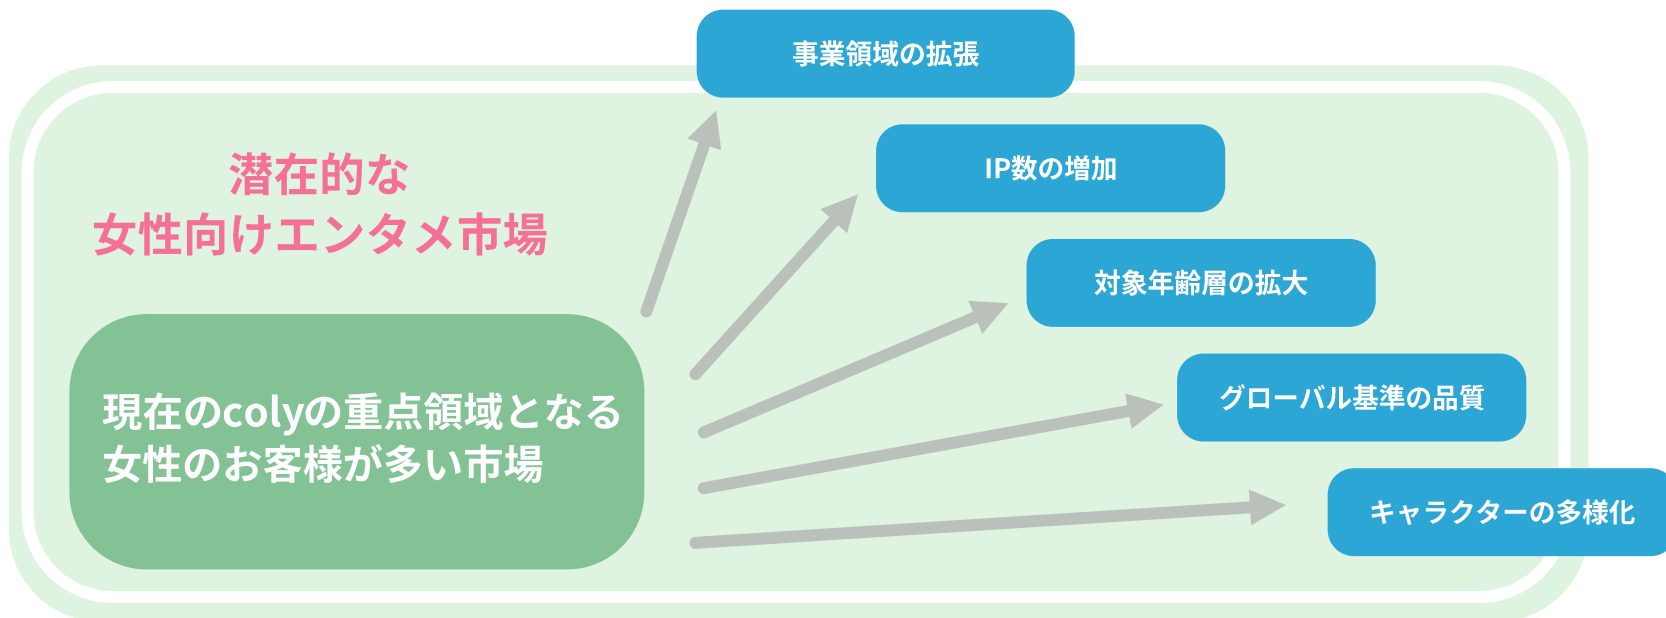 事業領域の拡張
IP数の増加
潜在的な
女性向けエンタメ市場
対象年齢層の拡大
グローバル基準の品質
現在のcolyの重点領域となる
女性のお客様が多い市場
キャラクターの多様化